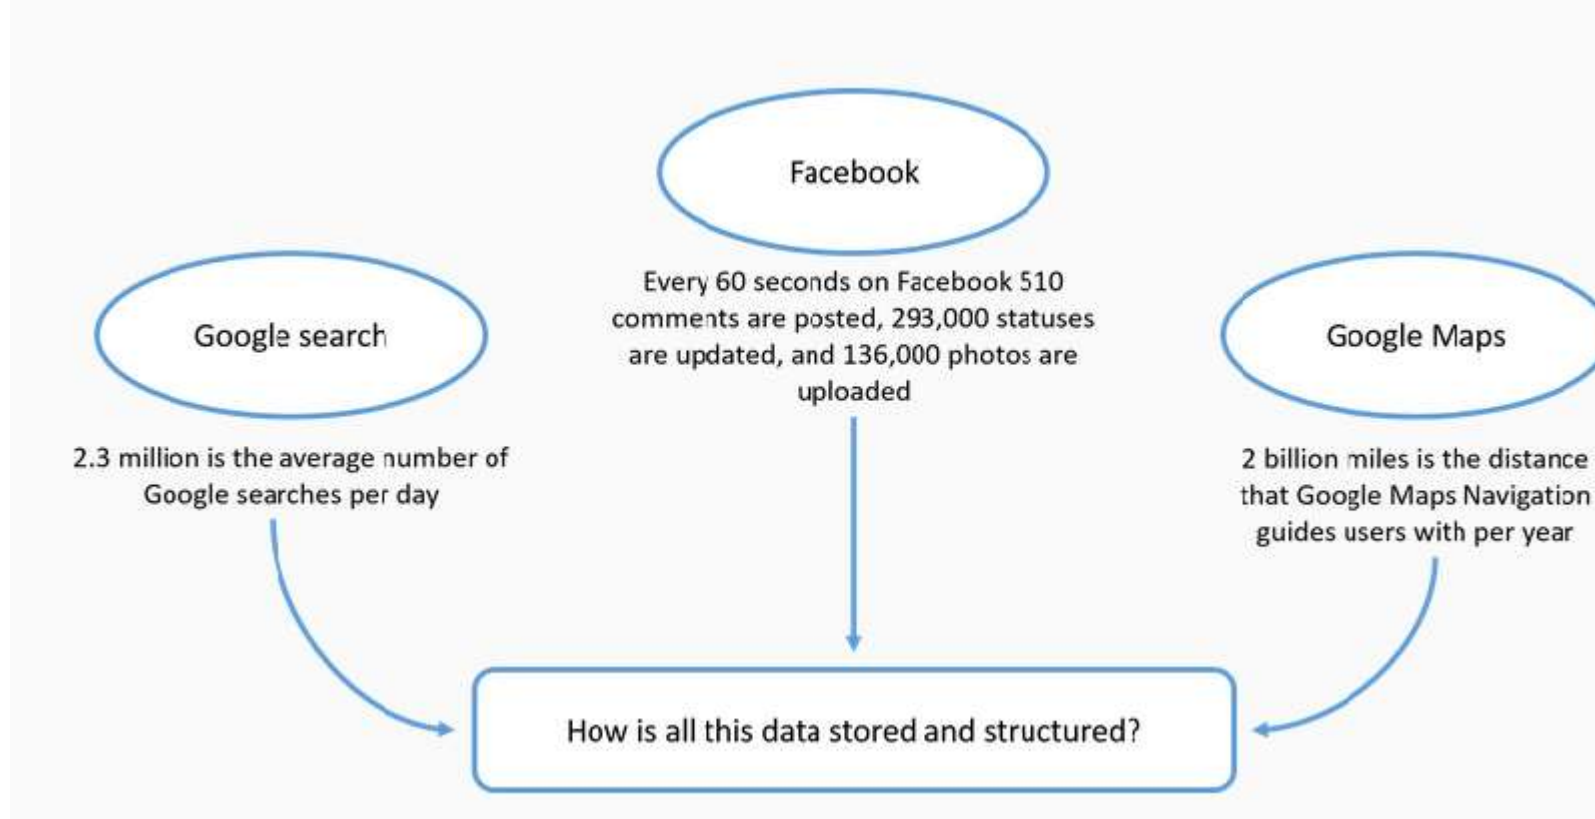 Facebook
Every 60 seconds on Facebook 510
comments are posted, 293,000 statuses
are updated, and 136,000 photos are
uploaded
Google search
2.3 million is the average number of
Google searches per day
Google Maps
2 billion miles is the distance
that Google Maps Navigation
guides users with per year
How is all this data stored and structured?